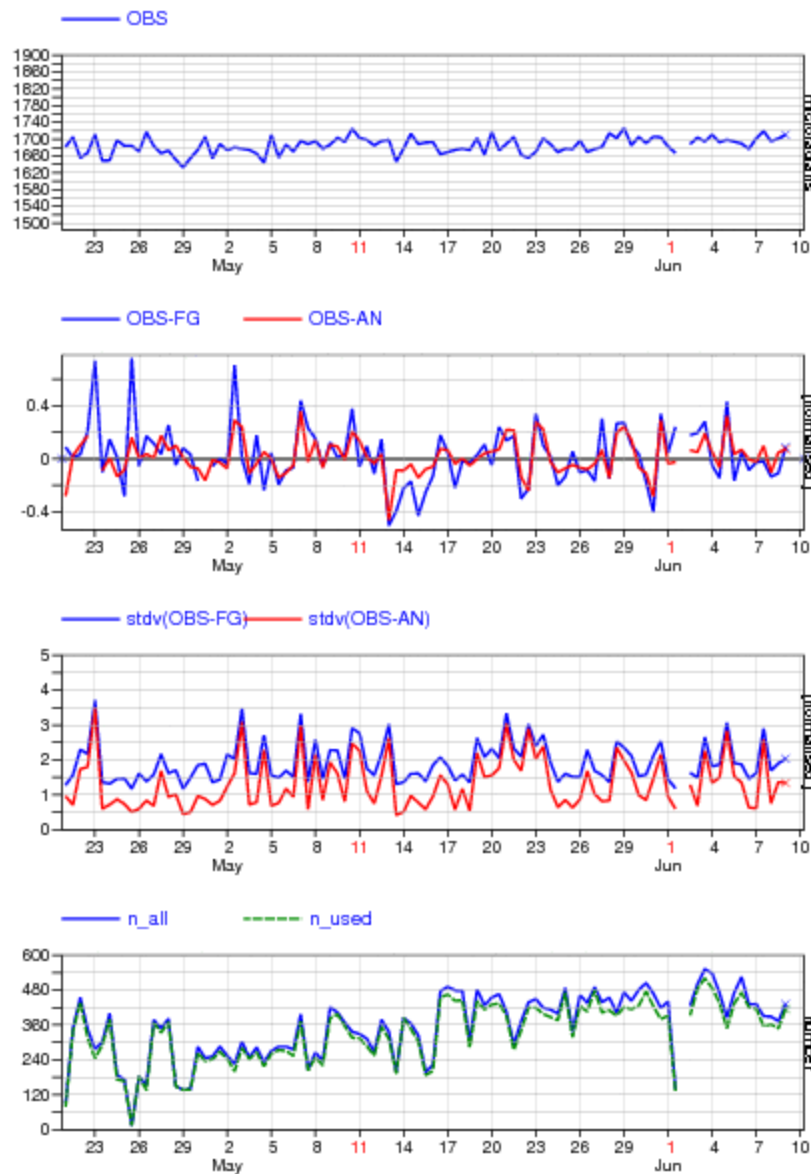 OBS
1900
1860
1820
1780
1740
1700
1660
1620
1580
1540
1500
23 26 29 2 5 8 11 14 17 20 23 26 29 1 4 7 10
May Jun
OBS-FG OBS-AN
0.4
0
-0.4
23 26 29 2 5 8 11 14 17 20 23 26 29 1 4 7 10
May Jun
stdv(OBS-FG) stdv(OBS-AN)
5
4
3
2
1
0
23 26 29 2 5 8 11 14 17 20 23 26 29 1 4 7 10
May Jun
n_all n_used
600
480
360
240
120
0
23 26 29 2 5 8 11 14 17 20 23 26 29 1 4 7 10
May Jun